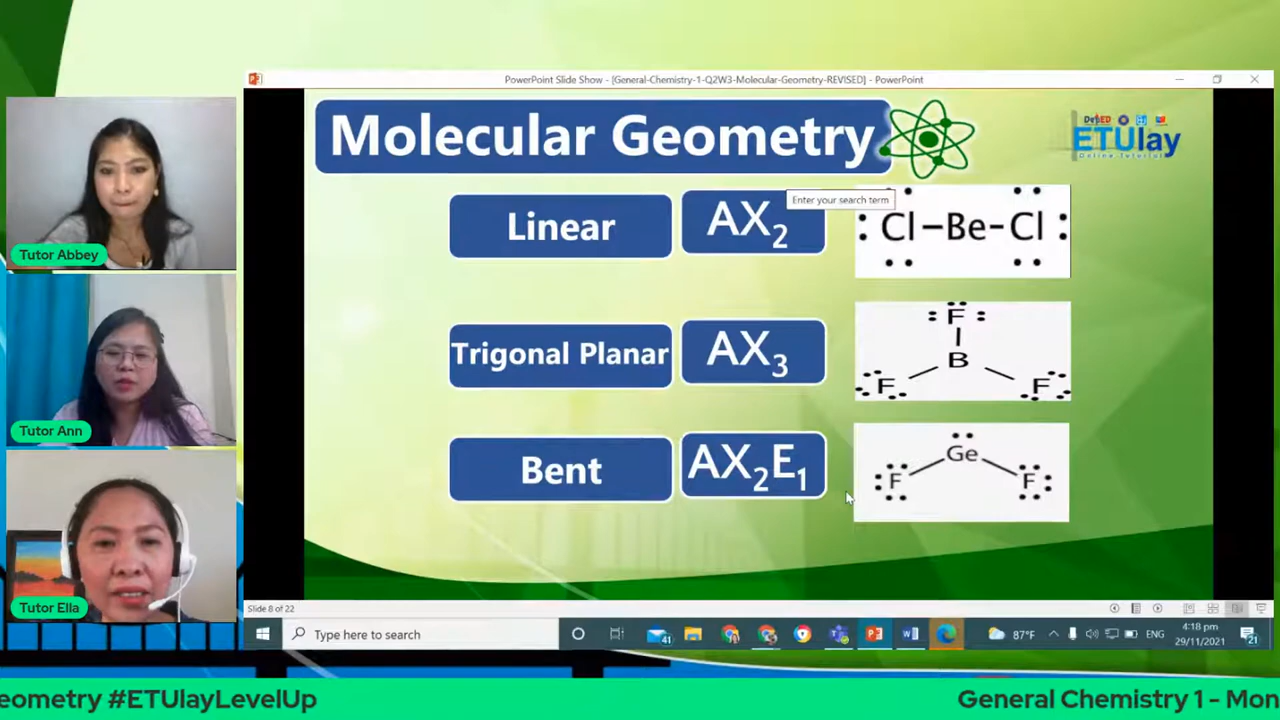 PowerPoint Slide Show - [General-Chemistry-1-Q2W3-Molecular-Geometry-REVISED] - PowerPoint
Molecular Geometry
DepED
ETUlay
Online Tutorial
Linear
AX2
Enter your search term
Cl Be Cl
Trigonal Planar
AX3
F
B
F F
Bent
AX2E1
Ge
F F
Tutor Abbey
Tutor Ann
Tutor Ella
Slide 8 of 22
Type here to search
41
87°F
ENG
4:18 pm
29/11/2021
21
eometry #ETUlayLevelUp
General Chemistry 1 - Mon